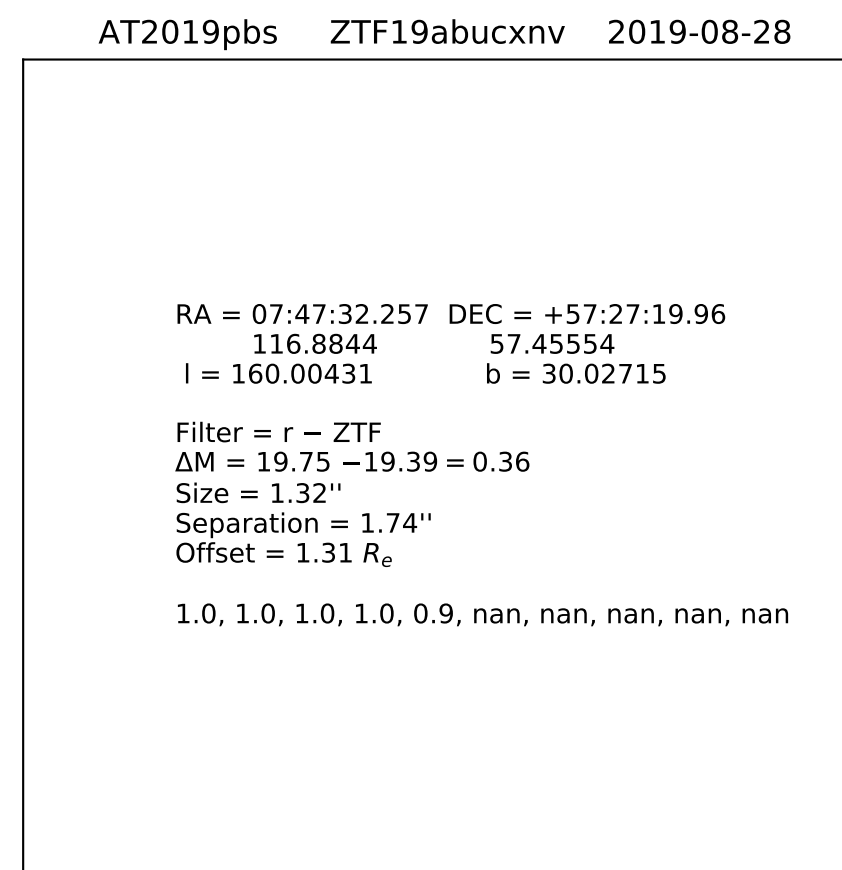 AT2019pbs ZTF19abucxnv 2019-08-28
RA = 07:47:32.257 DEC = +57:27:19.96
116.8844 57.45554
l = 160.00431 b = 30.02715
Filter = r − ZTF
ΔM = 19.75 −19.39 = 0.36
Size = 1.32''
Separation = 1.74''
Offset = 1.31 Re
1.0, 1.0, 1.0, 1.0, 0.9, nan, nan, nan, nan, nan